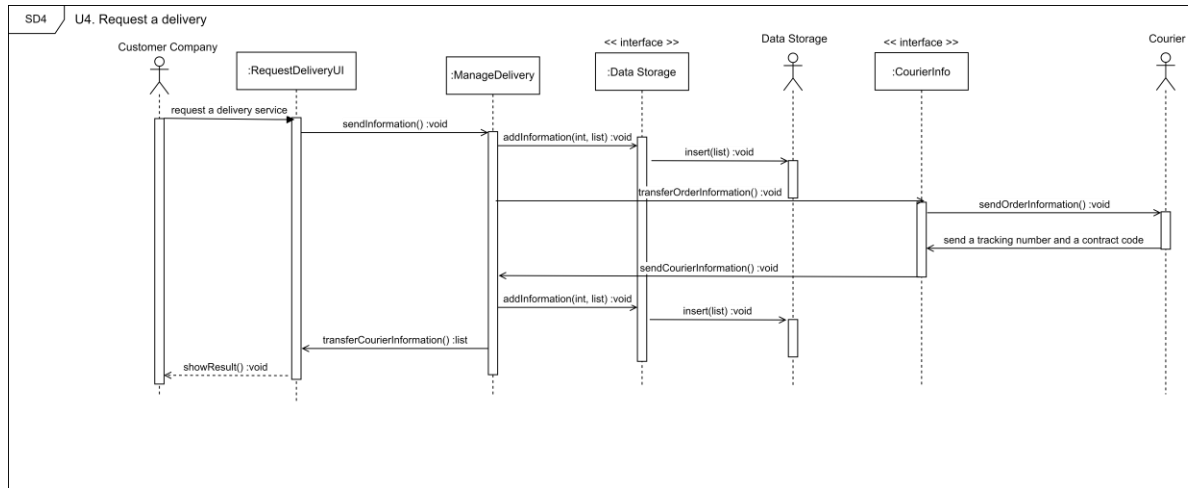 SD4
U4. Request a delivery
Customer Company
:RequestDeliveryUI
:ManageDelivery
<< interface >>
:Data Storage
Data Storage
<< interface >>
:CourierInfo
Courier
request a delivery service
sendInformation() :void
addInformation(int, list) :void
insert(list) :void
transferOrderInformation() :void
sendOrderInformation() :void
send a tracking number and a contract code
sendCourierInformation() :void
addInformation(int, list) :void
insert(list) :void
transferCourierInformation() :list
showResult() :void